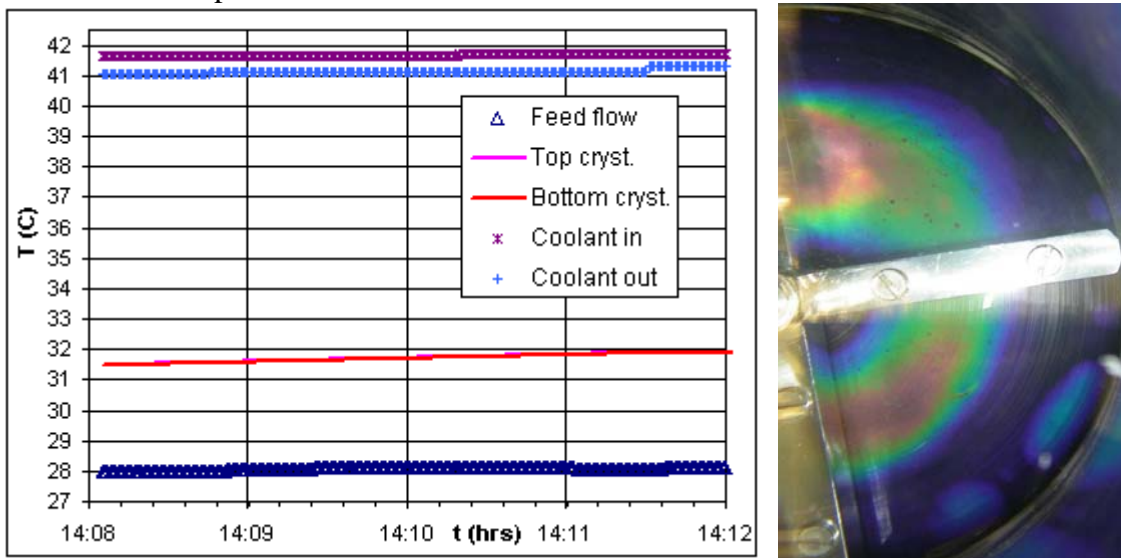 42
41
40
39
38
37
36
35
34
33
32
31
30
29
28
27
T (C)
Feed flow
Top cryst.
Bottom cryst.
Coolant in
Coolant out
14:08 14:09 14:10 t (hrs) 14:11 14:12